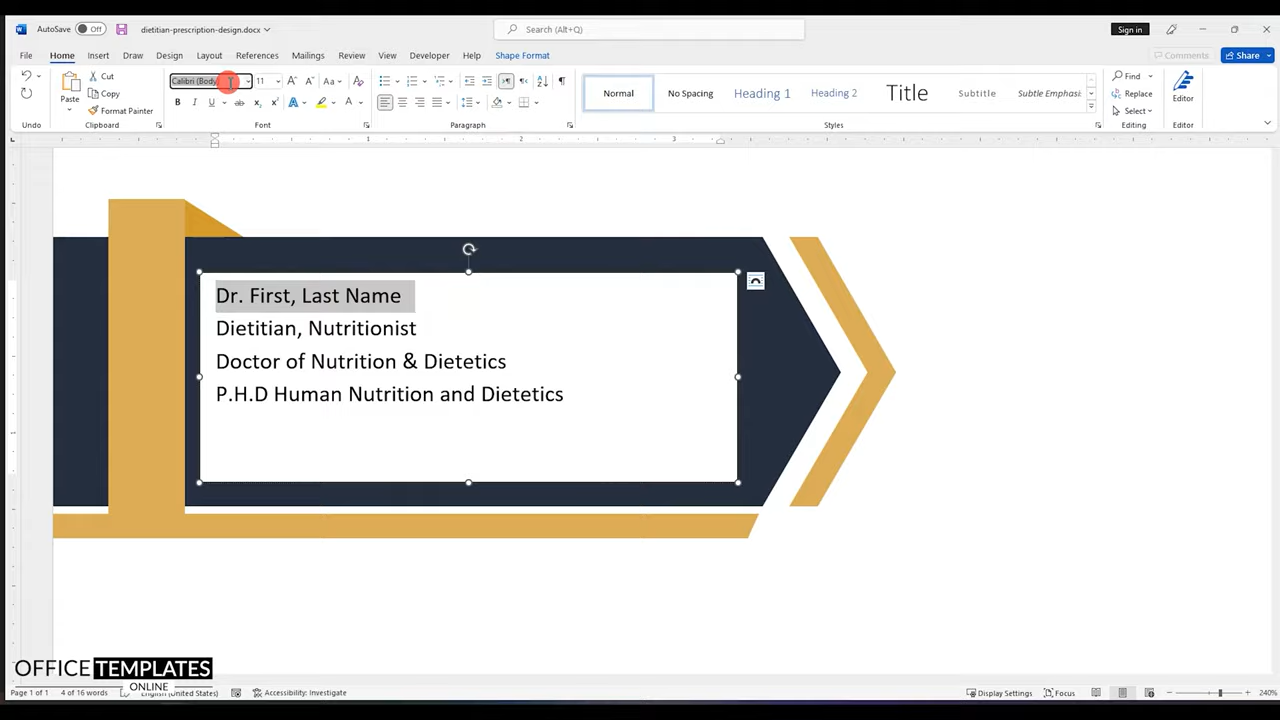 AutoSave Off dietitian-prescription-design.docx Search (Alt+Q) Sign in
File Home Insert Draw Design Layout References Mailings Review View Developer Help Shape Format Comments Share
Calibri (Body) 11
Paste Cut
Copy
Format Painter
Normal No Spacing Heading 1 Heading 2 Title Subtitle Subtle Emphasis
Find
Replace
Select
Editor
Undo Clipboard Font Paragraph Styles Editing Editor
1 2 3
Dr. First, Last Name
Dietitian, Nutritionist
Doctor of Nutrition & Dietetics
P.H.D Human Nutrition and Dietetics
OFFICE TEMPLATES
ONLINE
Page 1 of 1 4 of 16 words English (United States) Accessibility: Investigate Display Settings Focus 240%